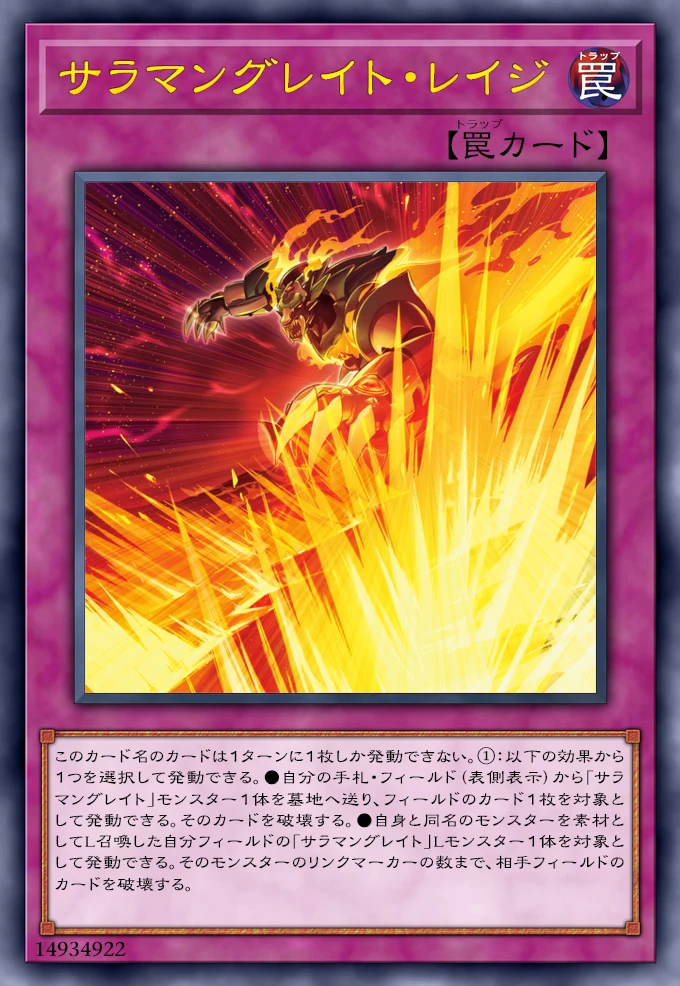 サラマングレイト・レイジ
トラップ
罠
トラップ
【罠カード】
このカード名のカードは1ターンに1枚しか発動できない。①:以下の効果から
1つを選択して発動できる。●自分の手札・フィールド(表側表示)から「サラ
マングレイト」モンスター1体を墓地へ送り、フィールドのカード1枚を対象と
して発動できる。そのカードを破壊する。●自身と同名のモンスターを素材と
してL召喚した自分フィールドの「サラマングレイト」Lモンスター1体を対象と
して発動できる。そのモンスターのリンクマーカーの数まで、相手フィールドの
カードを破壊する。
14934922